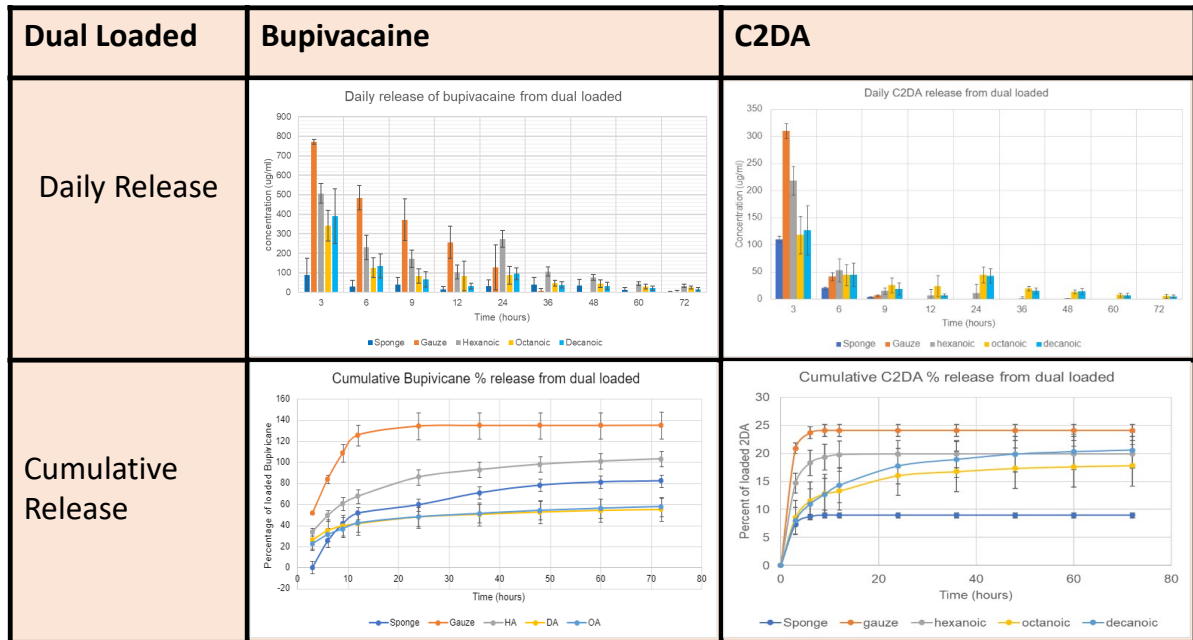 Dual Loaded
Bupivacaine
C2DA
Daily Release
Daily release of bupivacaine from dual loaded
concentration (ug/ml)
900
800
700
600
500
400
300
200
100
0
3 6 9 12 24 36 48 60 72
Time (hours)
Sponge Gauze Hexanoic Octanoic Decanoic
Daily C2DA release from dual loaded
Concentration (ug/ml)
350
300
250
200
150
100
50
0
3 6 9 12 24 36 48 60 72
Time (hours)
Sponge Gauze hexanoic octanoic decanoic
Cumulative
Release
Cumulative Bupivicane % release from dual loaded
Percentage of loaded Bupivicane
160
140
120
100
80
60
40
20
0
-20
0 10 20 30 40 50 60 70 80
Time (hours)
Sponge Gauze HA DA OA
Cumulative C2DA % release from dual loaded
Percent of loaded 2DA
30
25
20
15
10
5
0
0 20 40 60 80
Time (hours)
Sponge gauze hexanoic octanoic decanoic